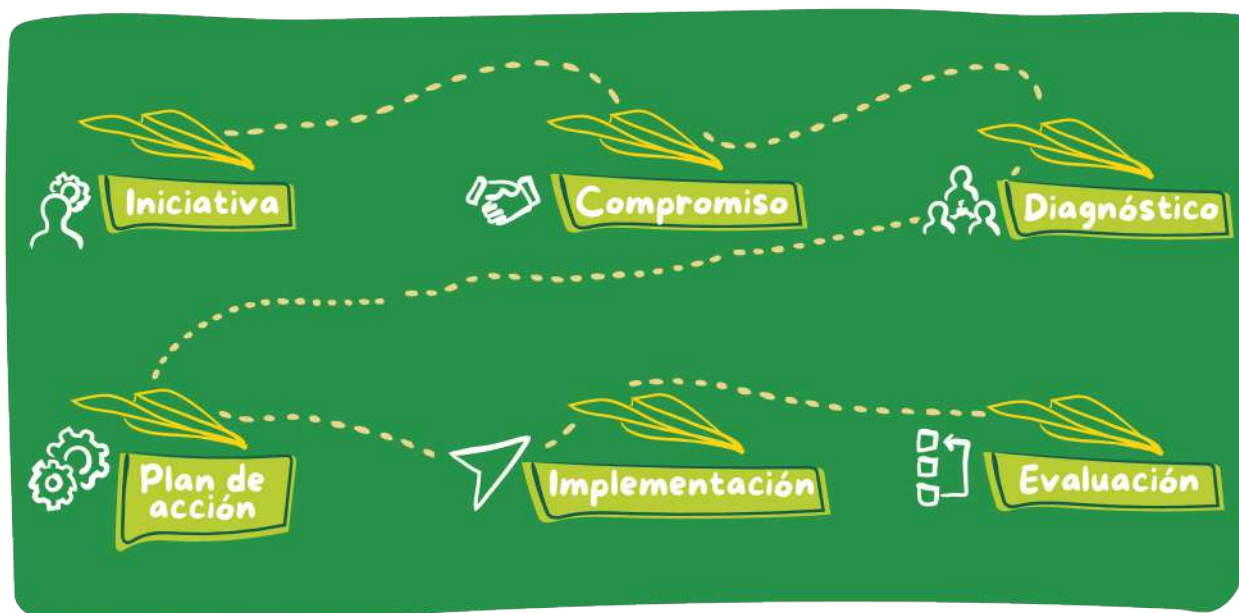 Iniciativa
Compromiso
Diagnóstico
Plan de
acción
Implementación
Evaluación